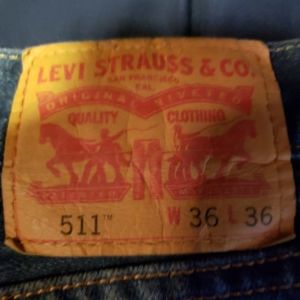 LEVI STRAUSS & CO.
SAN FRANCISCO
CAL.
ORIGINAL RIVETED
QUALITY CLOTHING
511™ W 36 L 36